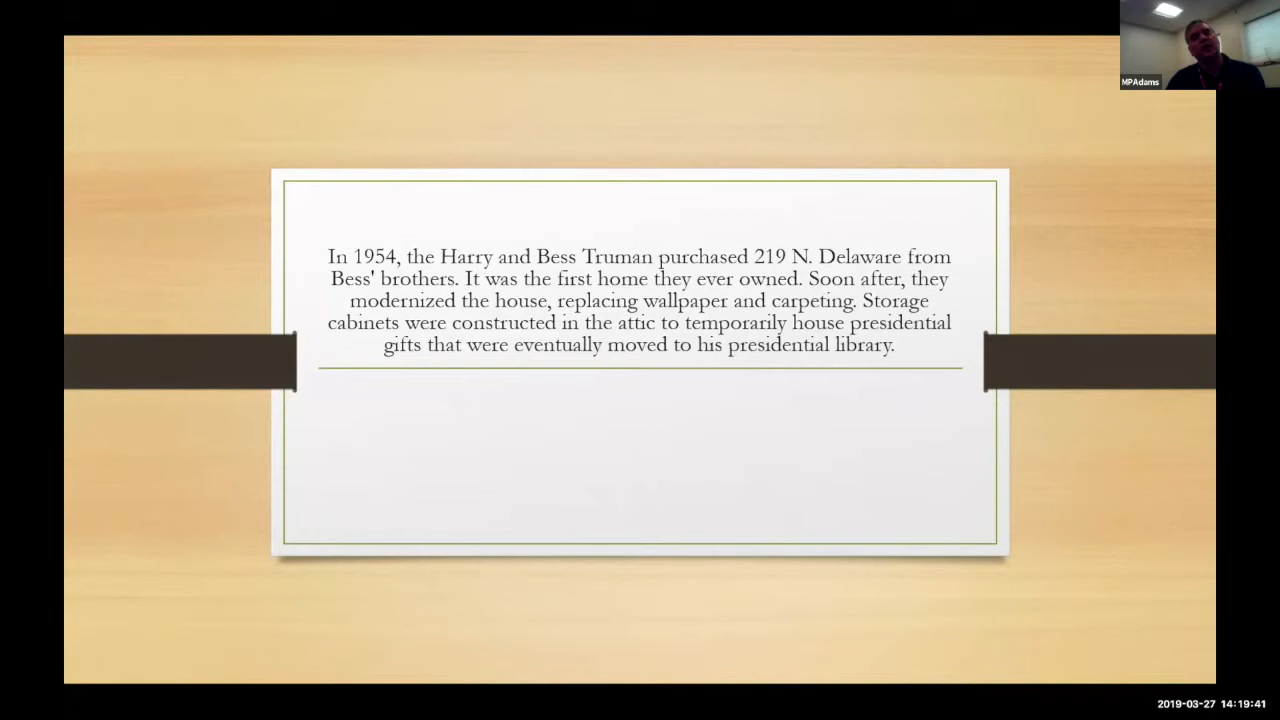 MPAdams
In 1954, the Harry and Bess Truman purchased 219 N. Delaware from
Bess' brothers. It was the first home they ever owned. Soon after, they
modernized the house, replacing wallpaper and carpeting. Storage
cabinets were constructed in the attic to temporarily house presidential
gifts that were eventually moved to his presidential library.
2019-03-27 14:19:41